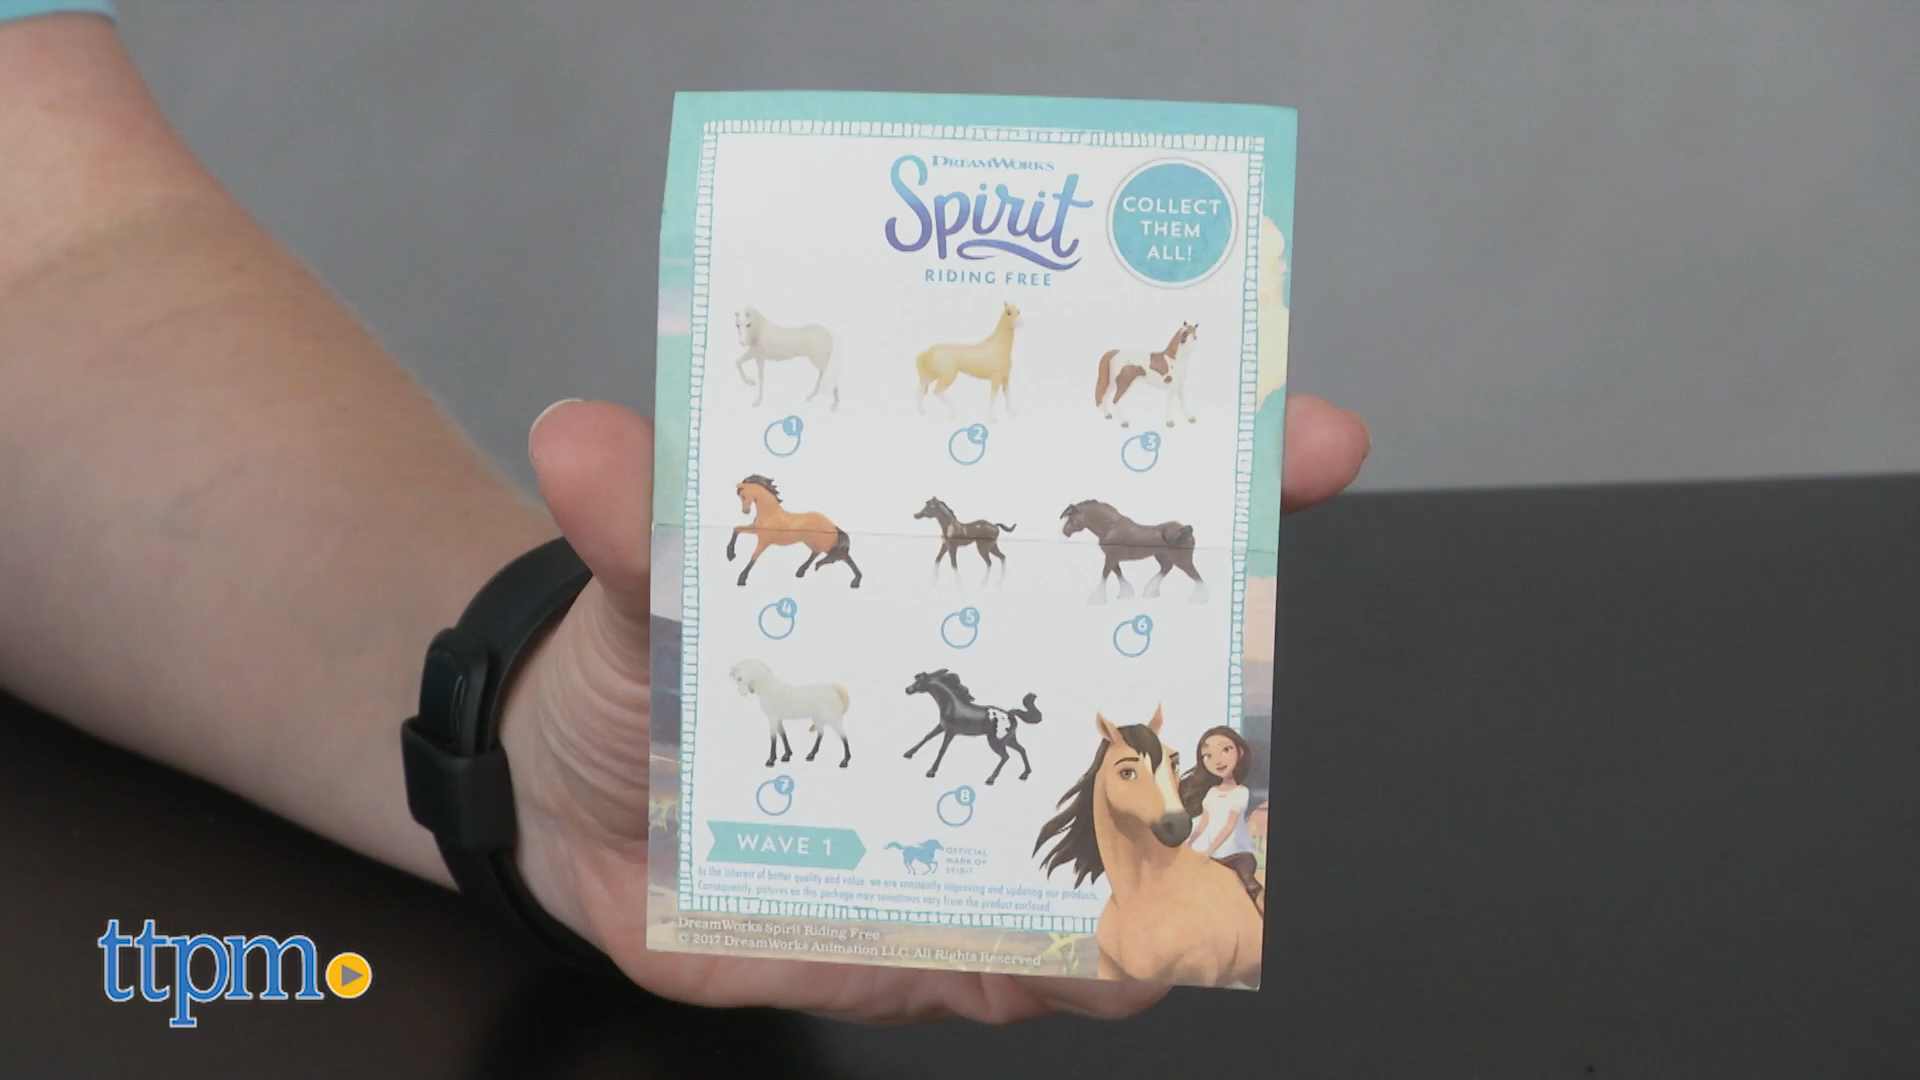 DREAMWORKS
Spirit
RIDING FREE
COLLECT
THEM
ALL!
1
2
3
4
5
6
7
8
WAVE 1
OFFICIAL
MARK OF
SPIRIT
In the interest of better quality and value, we are constantly improving and updating our products.
Consequently, pictures on this package may sometimes vary from the product enclosed.
DreamWorks Spirit Riding Free
© 2017 DreamWorks Animation LLC. All Rights Reserved.
ttpm